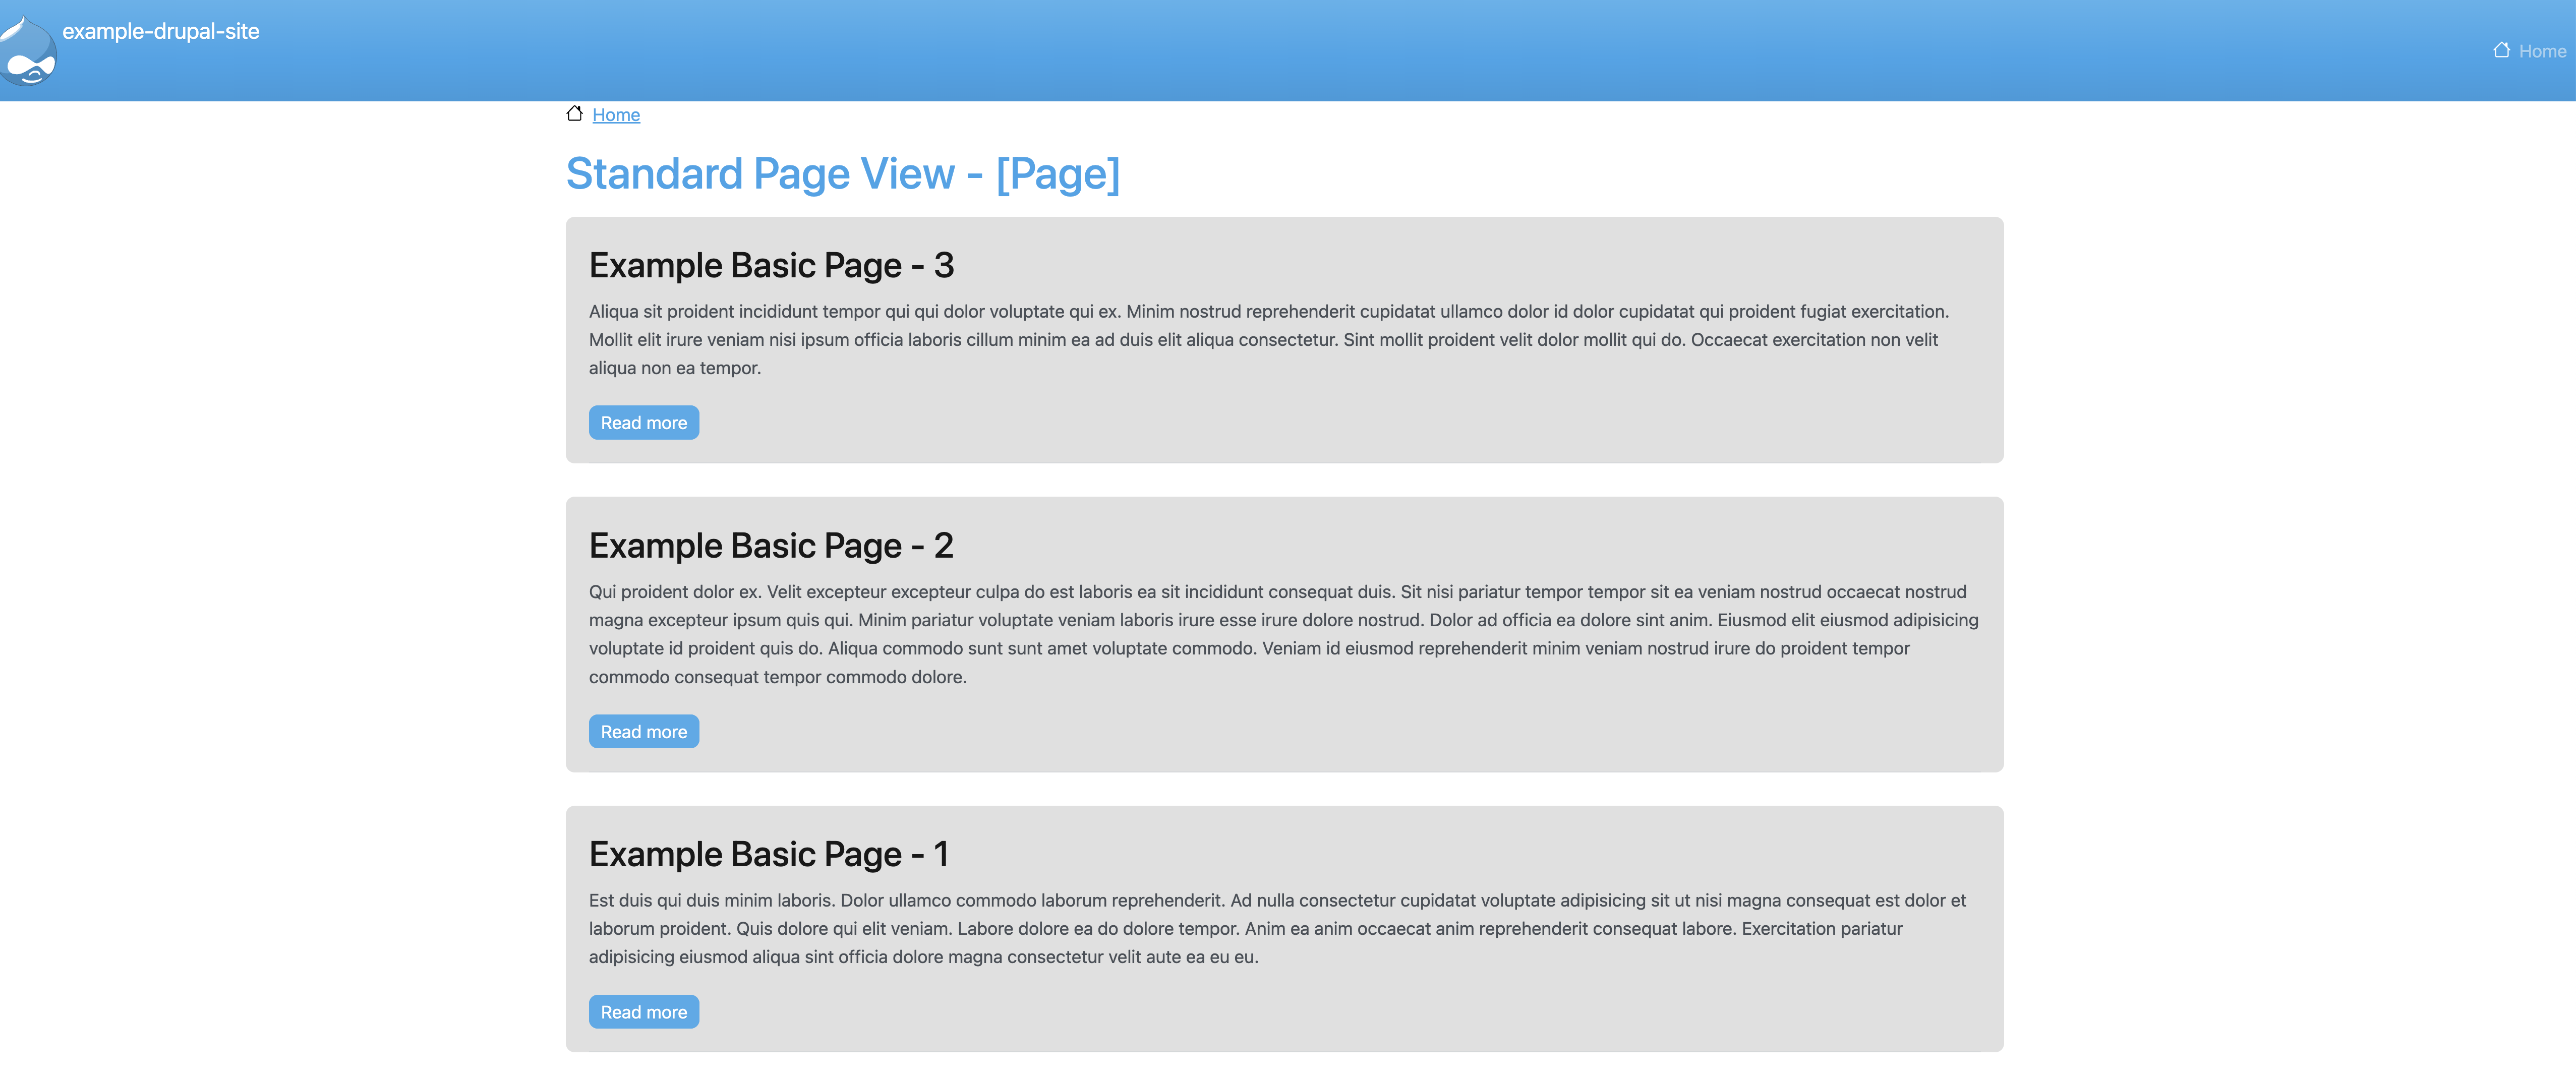 example-drupal-site
Home
Home
Standard Page View - [Page]
Example Basic Page - 3
Aliqua sit proident incididunt tempor qui qui dolor voluptate qui ex. Minim nostrud reprehenderit cupidatat ullamco dolor id dolor cupidatat qui proident fugiat exercitation.
Mollit elit irure veniam nisi ipsum officia laboris cillum minim ea ad duis elit aliqua consectetur. Sint mollit proident velit dolor mollit qui do. Occaecat exercitation non velit
aliqua non ea tempor.
Read more
Example Basic Page - 2
Qui proident dolor ex. Velit excepteur excepteur culpa do est laboris ea sit incididunt consequat duis. Sit nisi pariatur tempor tempor sit ea veniam nostrud occaecat nostrud
magna excepteur ipsum quis qui. Minim pariatur voluptate veniam laboris irure esse irure dolore nostrud. Dolor ad officia ea dolore sint anim. Eiusmod elit eiusmod adipisicing
voluptate id proident quis do. Aliqua commodo sunt sunt amet voluptate commodo. Veniam id eiusmod reprehenderit minim veniam nostrud irure do proident tempor
commodo consequat tempor commodo dolore.
Read more
Example Basic Page - 1
Est duis qui duis minim laboris. Dolor ullamco commodo laborum reprehenderit. Ad nulla consectetur cupidatat voluptate adipisicing sit ut nisi magna consequat est dolor et
laborum proident. Quis dolore qui elit veniam. Labore dolore ea do dolore tempor. Anim ea anim occaecat anim reprehenderit consequat labore. Exercitation pariatur
adipisicing eiusmod aliqua sint officia dolore magna consectetur velit aute ea eu eu.
Read more